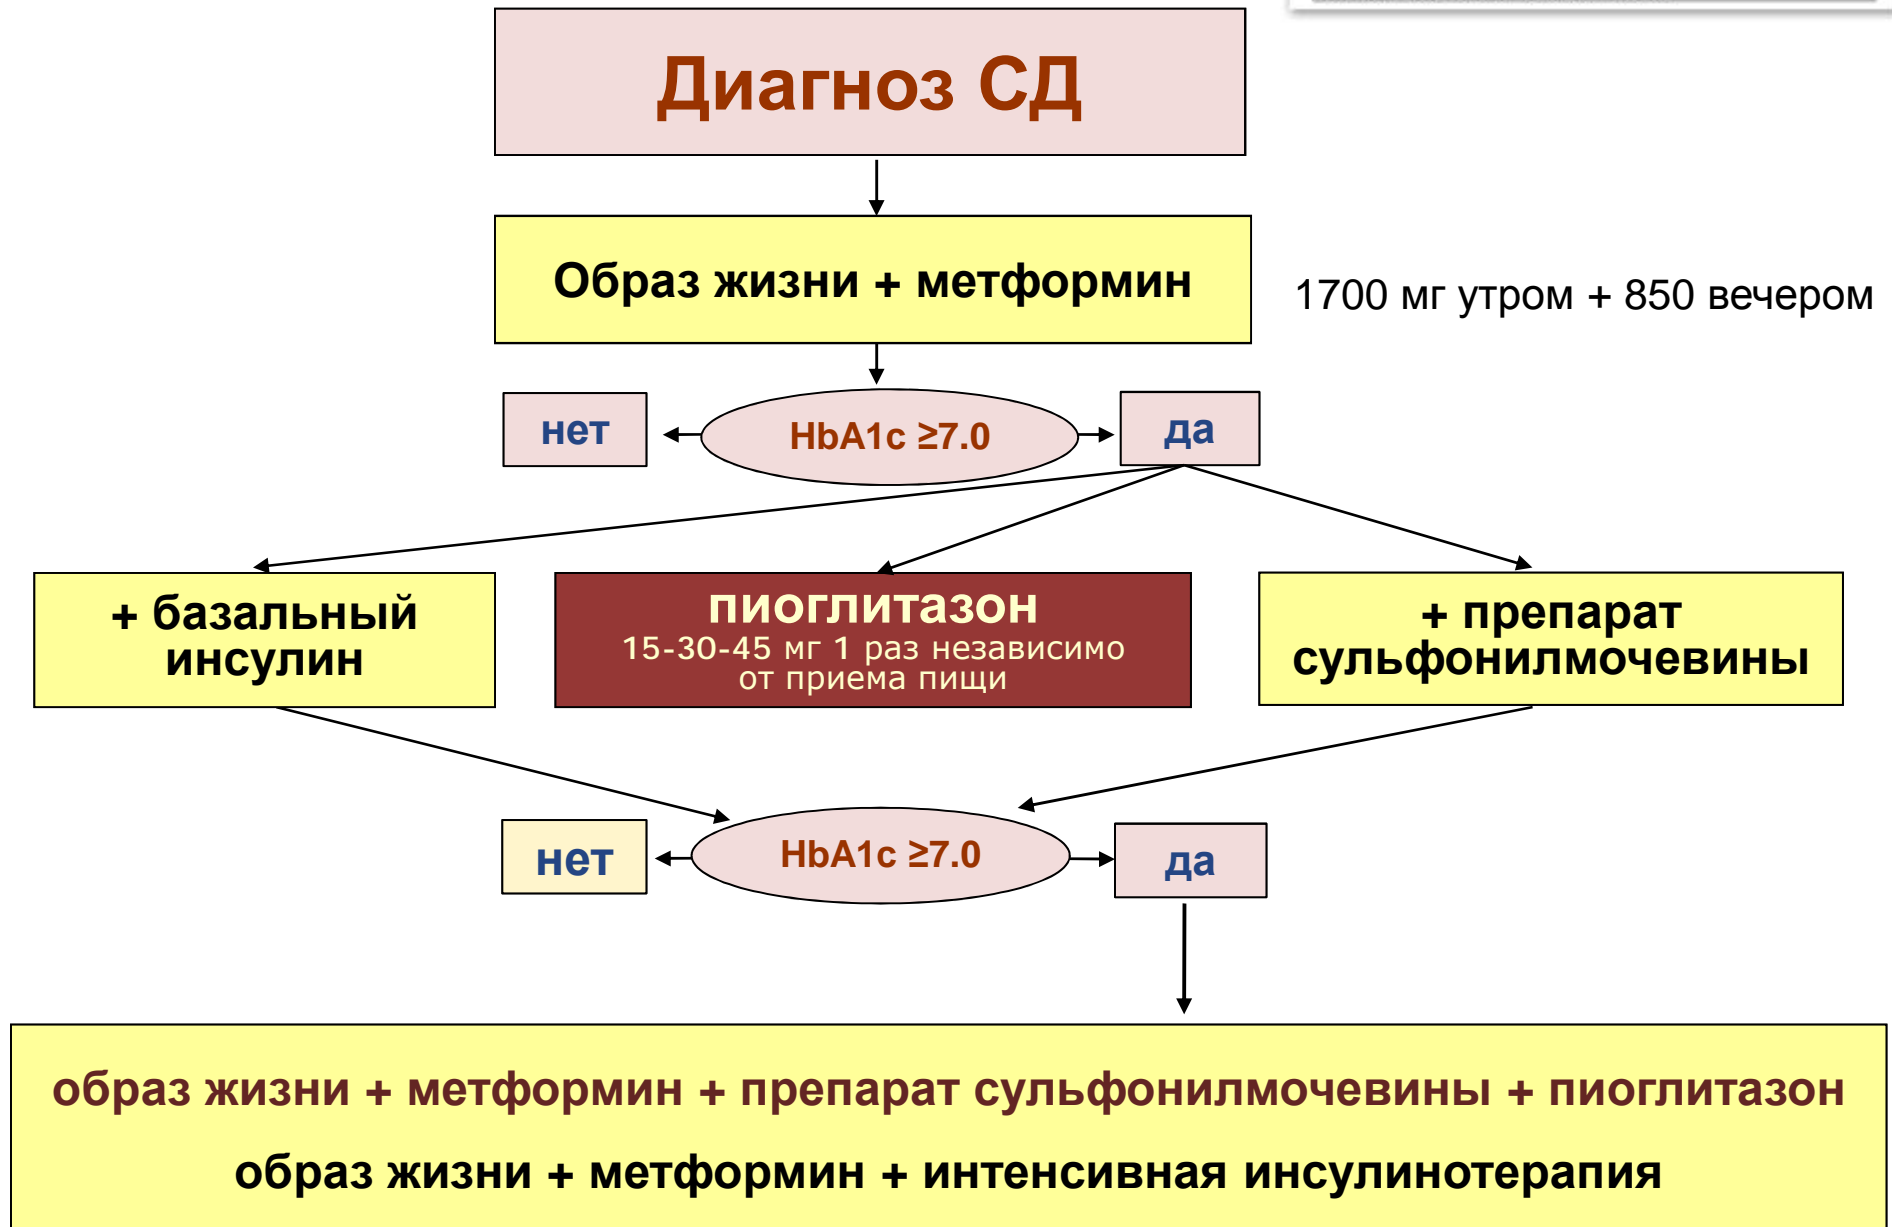 Диагноз СД
Образ жизни + метформин
1700 мг утром + 850 вечером
нет
HbA1c ≥7.0
да
+ базальный
инсулин
пиоглитазон
15-30-45 мг 1 раз независимо
от приема пищи
+ препарат
сульфонилмочевины
нет
HbA1c ≥7.0
да
образ жизни + метформин + препарат сульфонилмочевины + пиоглитазон
образ жизни + метформин + интенсивная инсулинотерапия